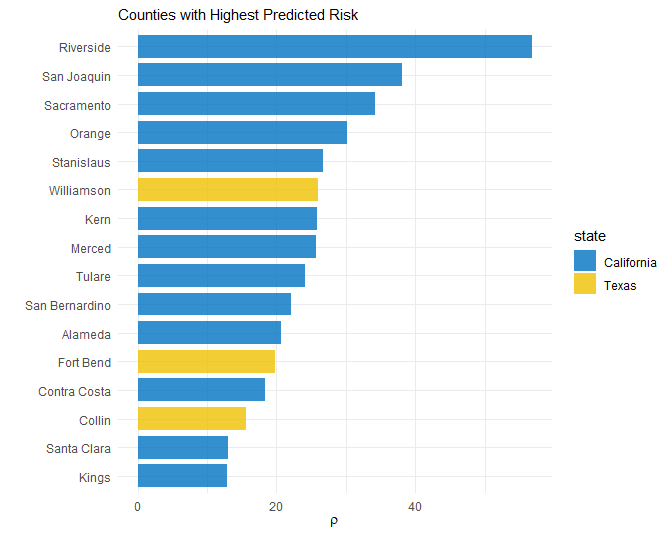 Counties with Highest Predicted Risk
Riverside
San Joaquin
Sacramento
Orange
Stanislaus
Williamson
Kern
Merced
Tulare
San Bernardino
Alameda
Fort Bend
Contra Costa
Collin
Santa Clara
Kings
0 20 40
ρ
state
California
Texas